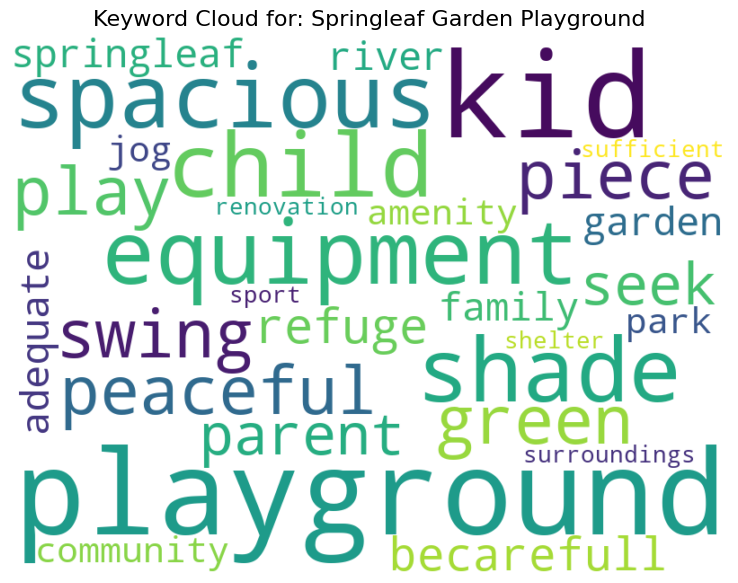 Keyword Cloud for: Springleaf Garden Playground
springleaf
river
spacious
kid
jog
child
sufficient
play
piece
renovation
amenity
garden
equipment
adequate
sport
family
seek
swing
refuge
park
shelter
peaceful
shade
parent
green
surroundings
playground
community
becarefull